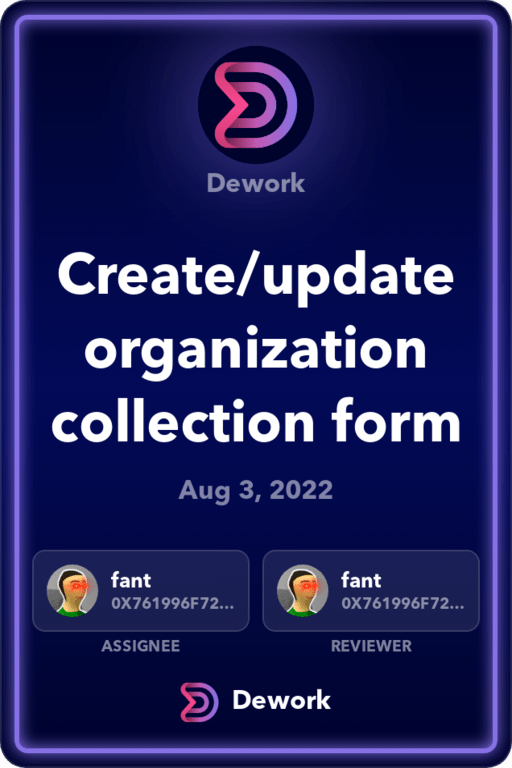 Dework
Create/update
organization
collection form
Aug 3, 2022
fant
0X761996F72...
ASSIGNEE
fant
0X761996F72...
REVIEWER
Dework